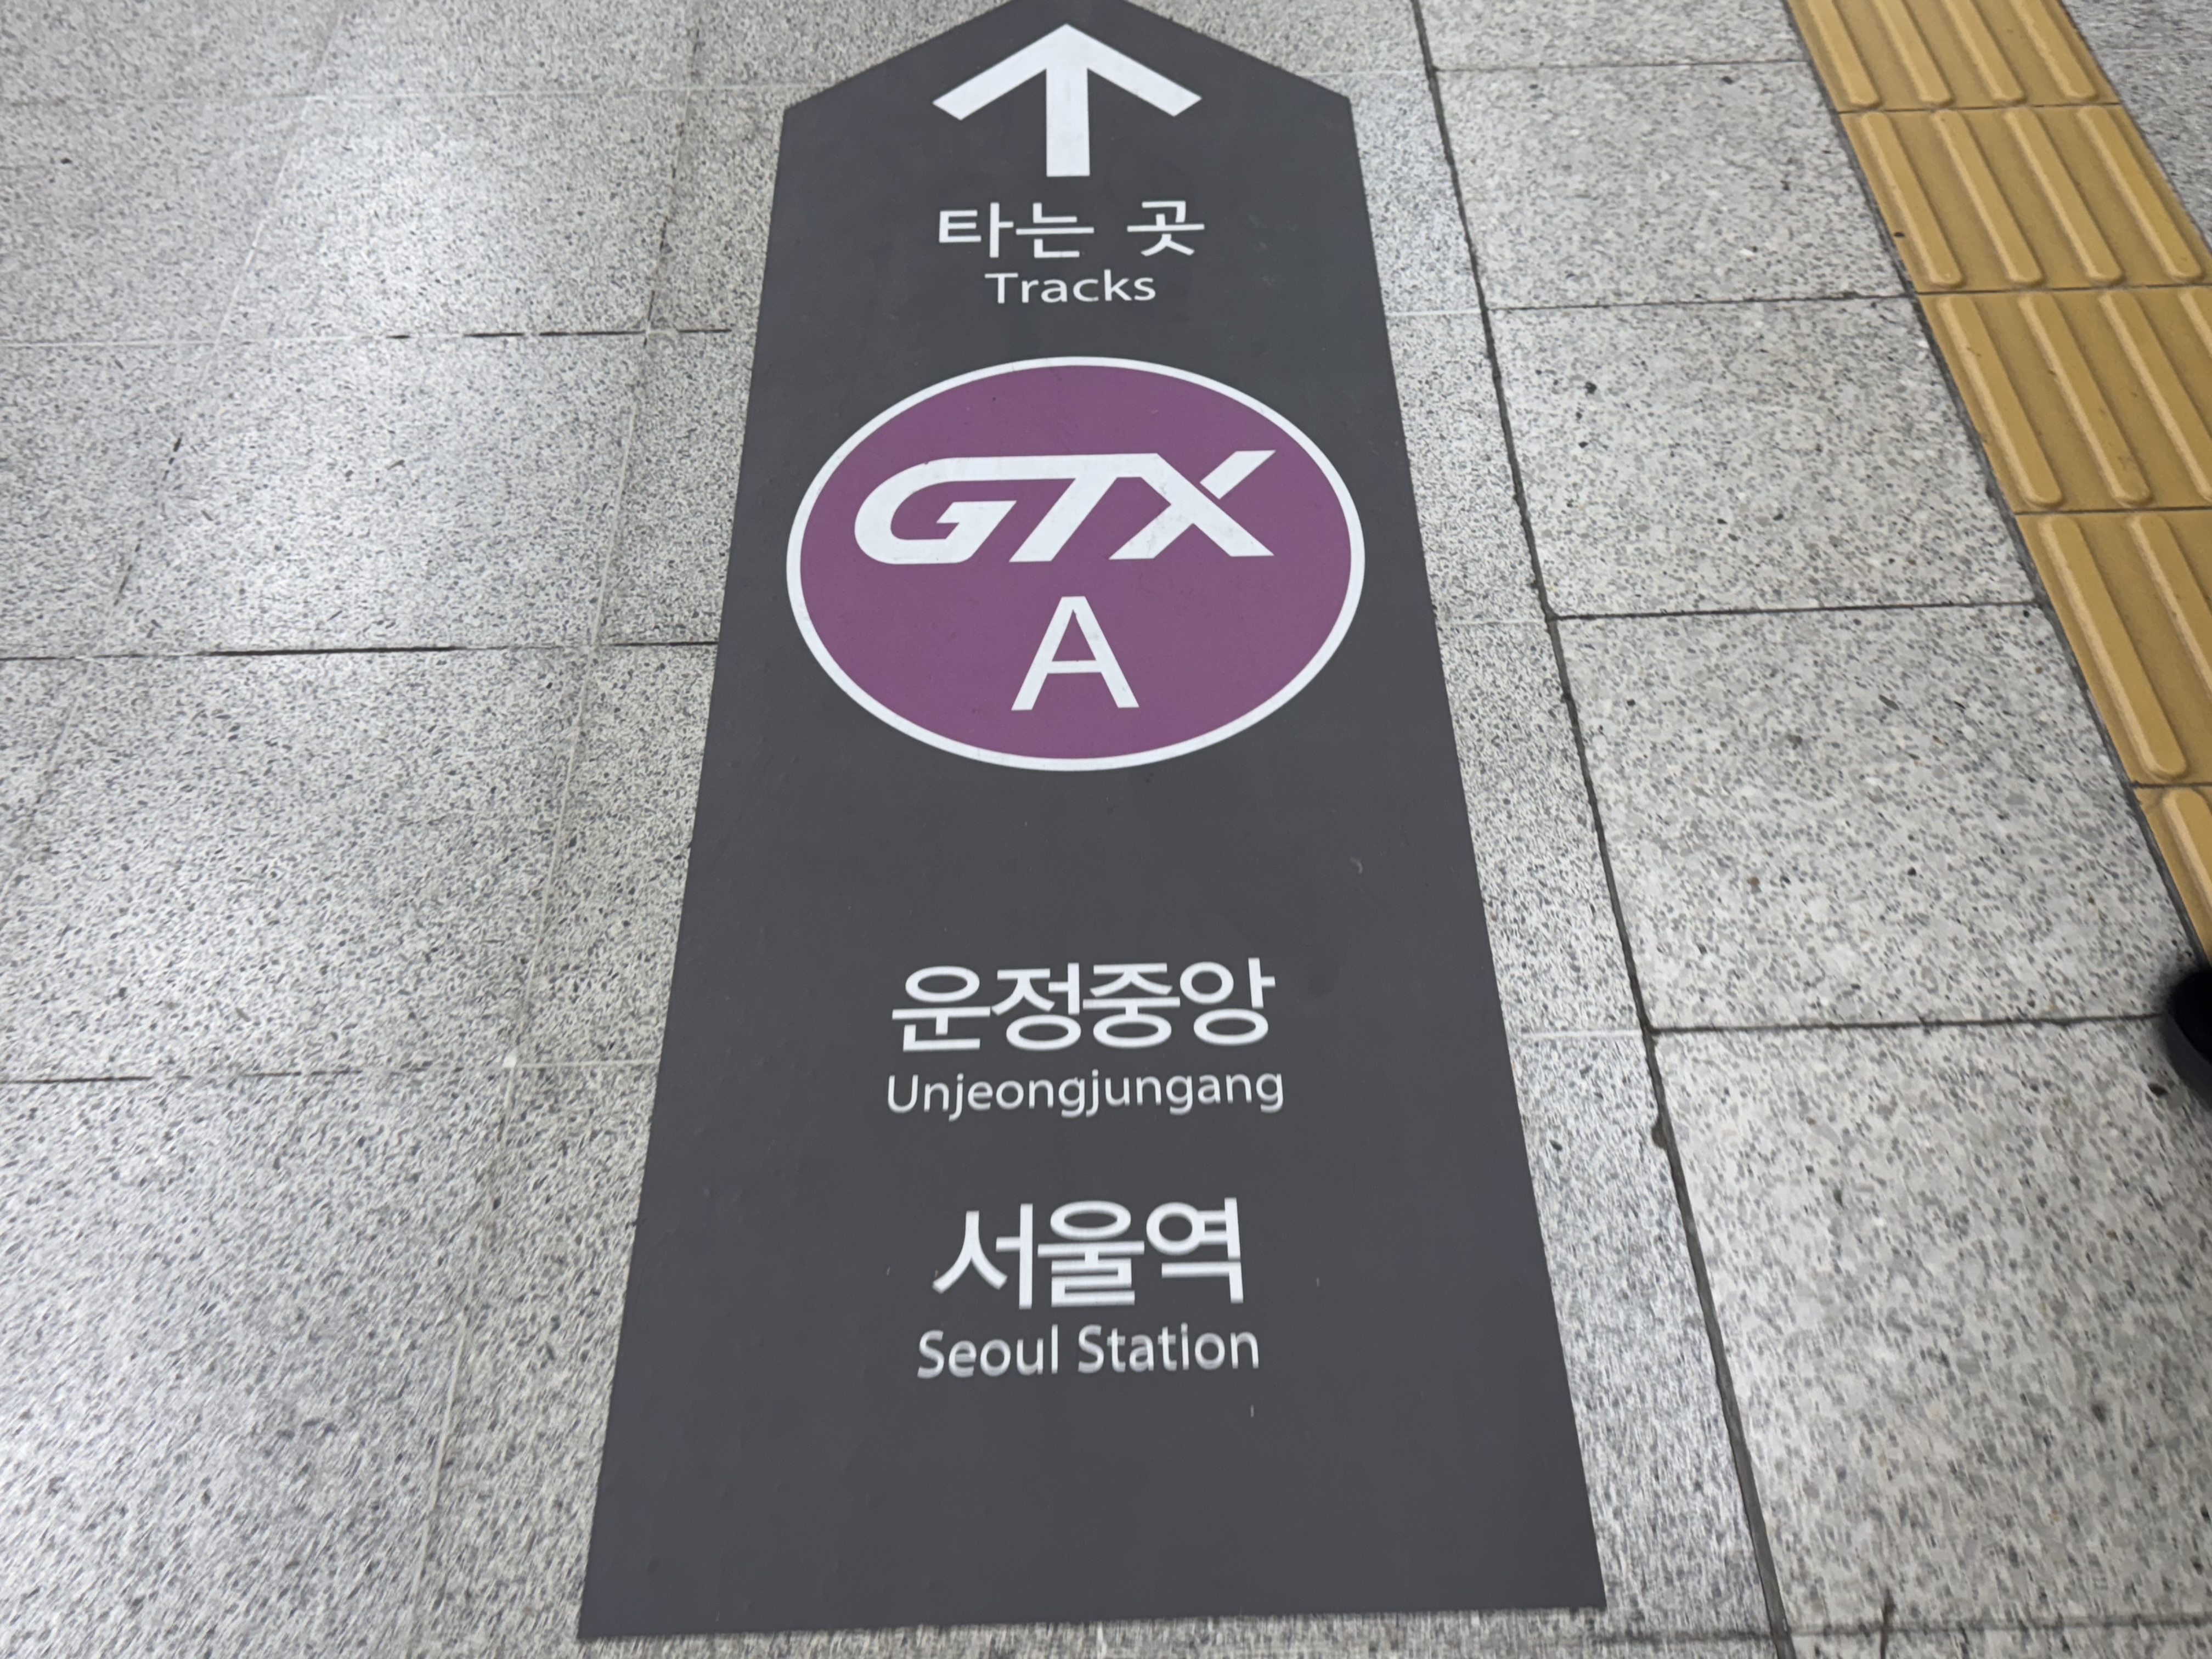 타는 곳
Tracks
GTX
A
운정중앙
Unjeongjungang
서울역
Seoul Station